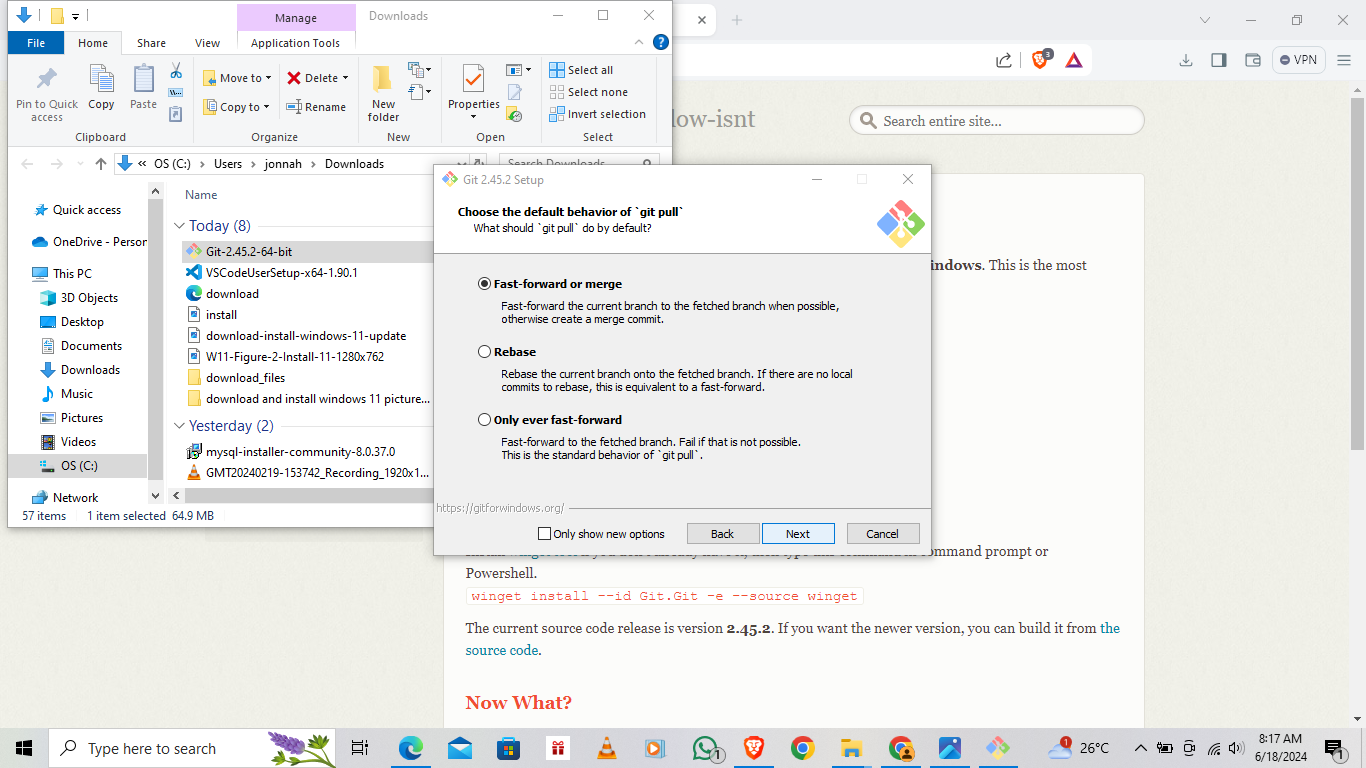 Manage
Downloads
File
Home
Share
View
Application Tools
Pin to Quick access
Copy
Paste
Clipboard
Move to
Copy to
Delete
Rename
Organize
New folder
New
Properties
Open
Select all
Select none
Invert selection
Select
VPN
3
low-isnt
Search entire site...
« OS (C:) > Users > jonnah > Downloads
Search Downloads
Quick access
OneDrive - Person
This PC
3D Objects
Desktop
Documents
Downloads
Music
Pictures
Videos
OS (C:)
Network
Name
Today (8)
Git-2.45.2-64-bit
VSCodeUserSetup-x64-1.90.1
download
install
download-install-windows-11-update
W11-Figure-2-Install-11-1280x762
download_files
download and install windows 11 picture...
Yesterday (2)
mysql-installer-community-8.0.37.0
GMT20240219-153742_Recording_1920x1...
57 items
1 item selected 64.9 MB
Git 2.45.2 Setup
Choose the default behavior of `git pull`
What should `git pull` do by default?
Fast-forward or merge
Fast-forward the current branch to the fetched branch when possible,
otherwise create a merge commit.
Rebase
Rebase the current branch onto the fetched branch. If there are no local
commits to rebase, this is equivalent to a fast-forward.
Only ever fast-forward
Fast-forward to the fetched branch. Fail if that is not possible.
This is the standard behavior of `git pull`.
https://gitforwindows.org/
Only show new options
Back
Next
Cancel
indows. This is the most
command prompt or
Powershell.
winget install --id Git.Git -e --source winget
The current source code release is version 2.45.2. If you want the newer version, you can build it from the
source code.
Now What?
Type here to search
1
1
26°C
8:17 AM
6/18/2024
1